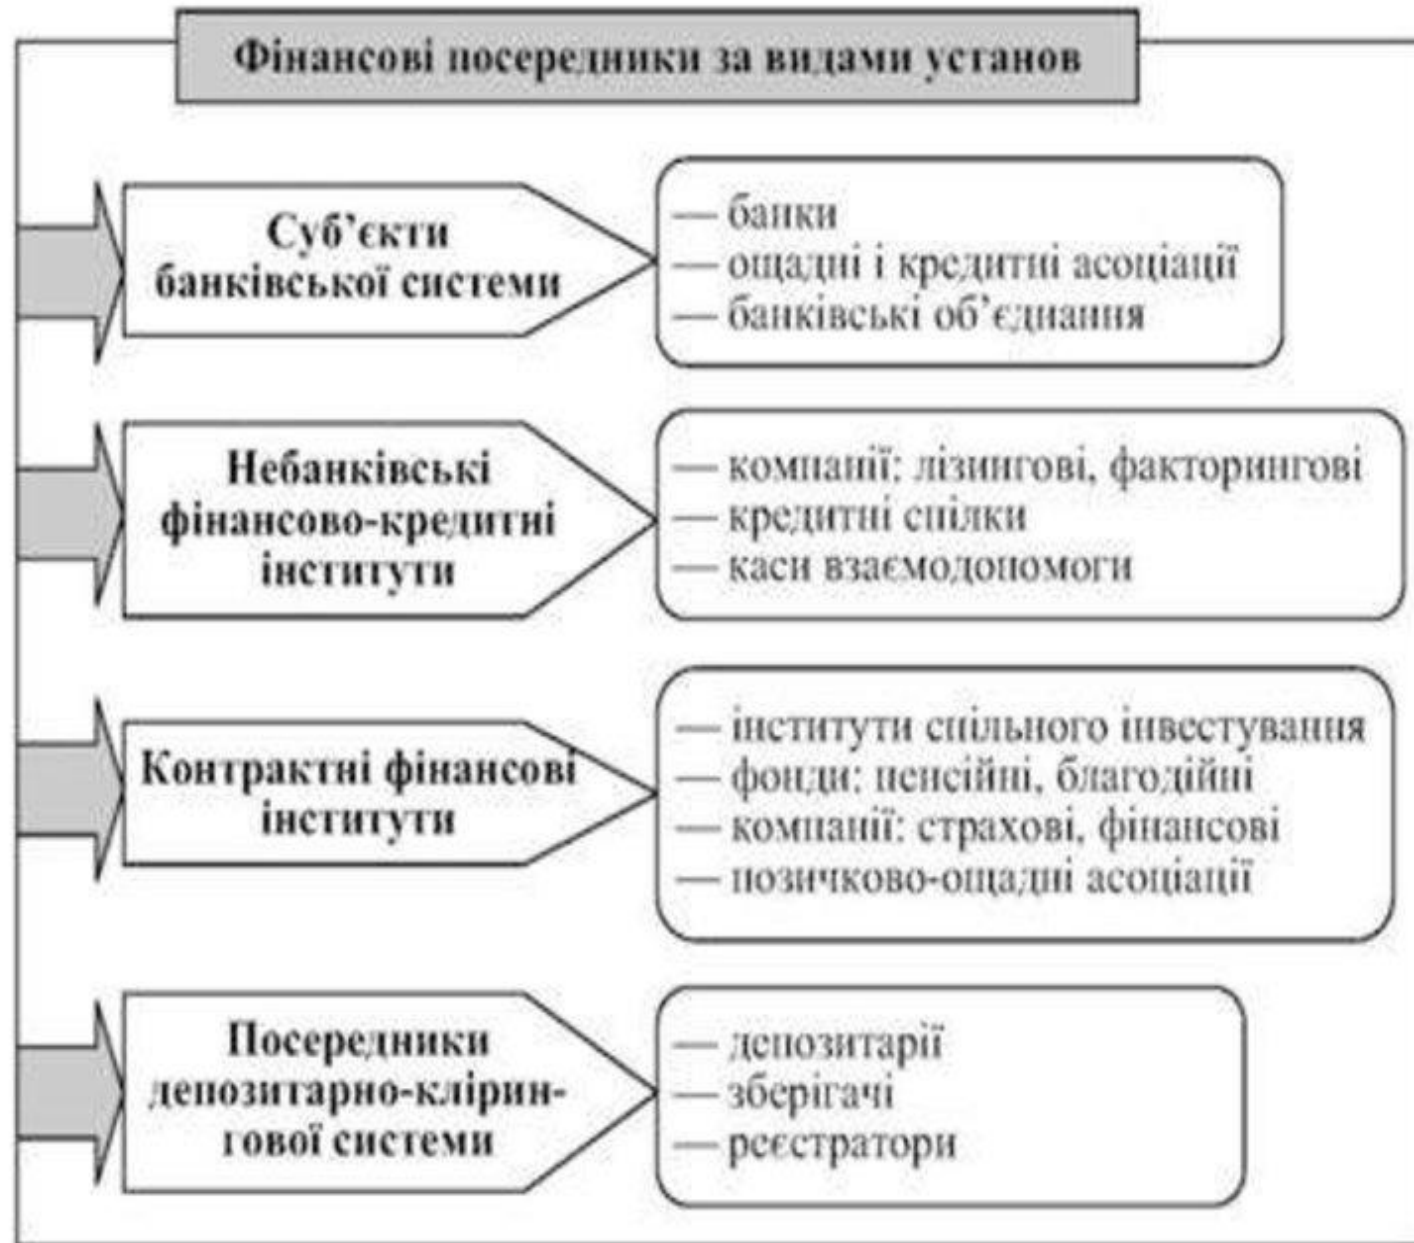 Фінансові посередники за видами установ
Суб’єкти
банківської системи
— банки
— ощадні і кредитні асоціації
— банківські об’єднання
Небанківські
фінансово-кредитні
інститути
— компанії: лізингові, факторингові
— кредитні спілки
— каси взаємодопомоги
Контрактні фінансові
інститути
— інститути спільного інвестування
— фонди: пенсійні, благодійні
— компанії: страхові, фінансові
— позичково-ощадні асоціації
Посередники
депозитарно-клірин-
гової системи
— депозитарії
— зберігачі
— реєстратори